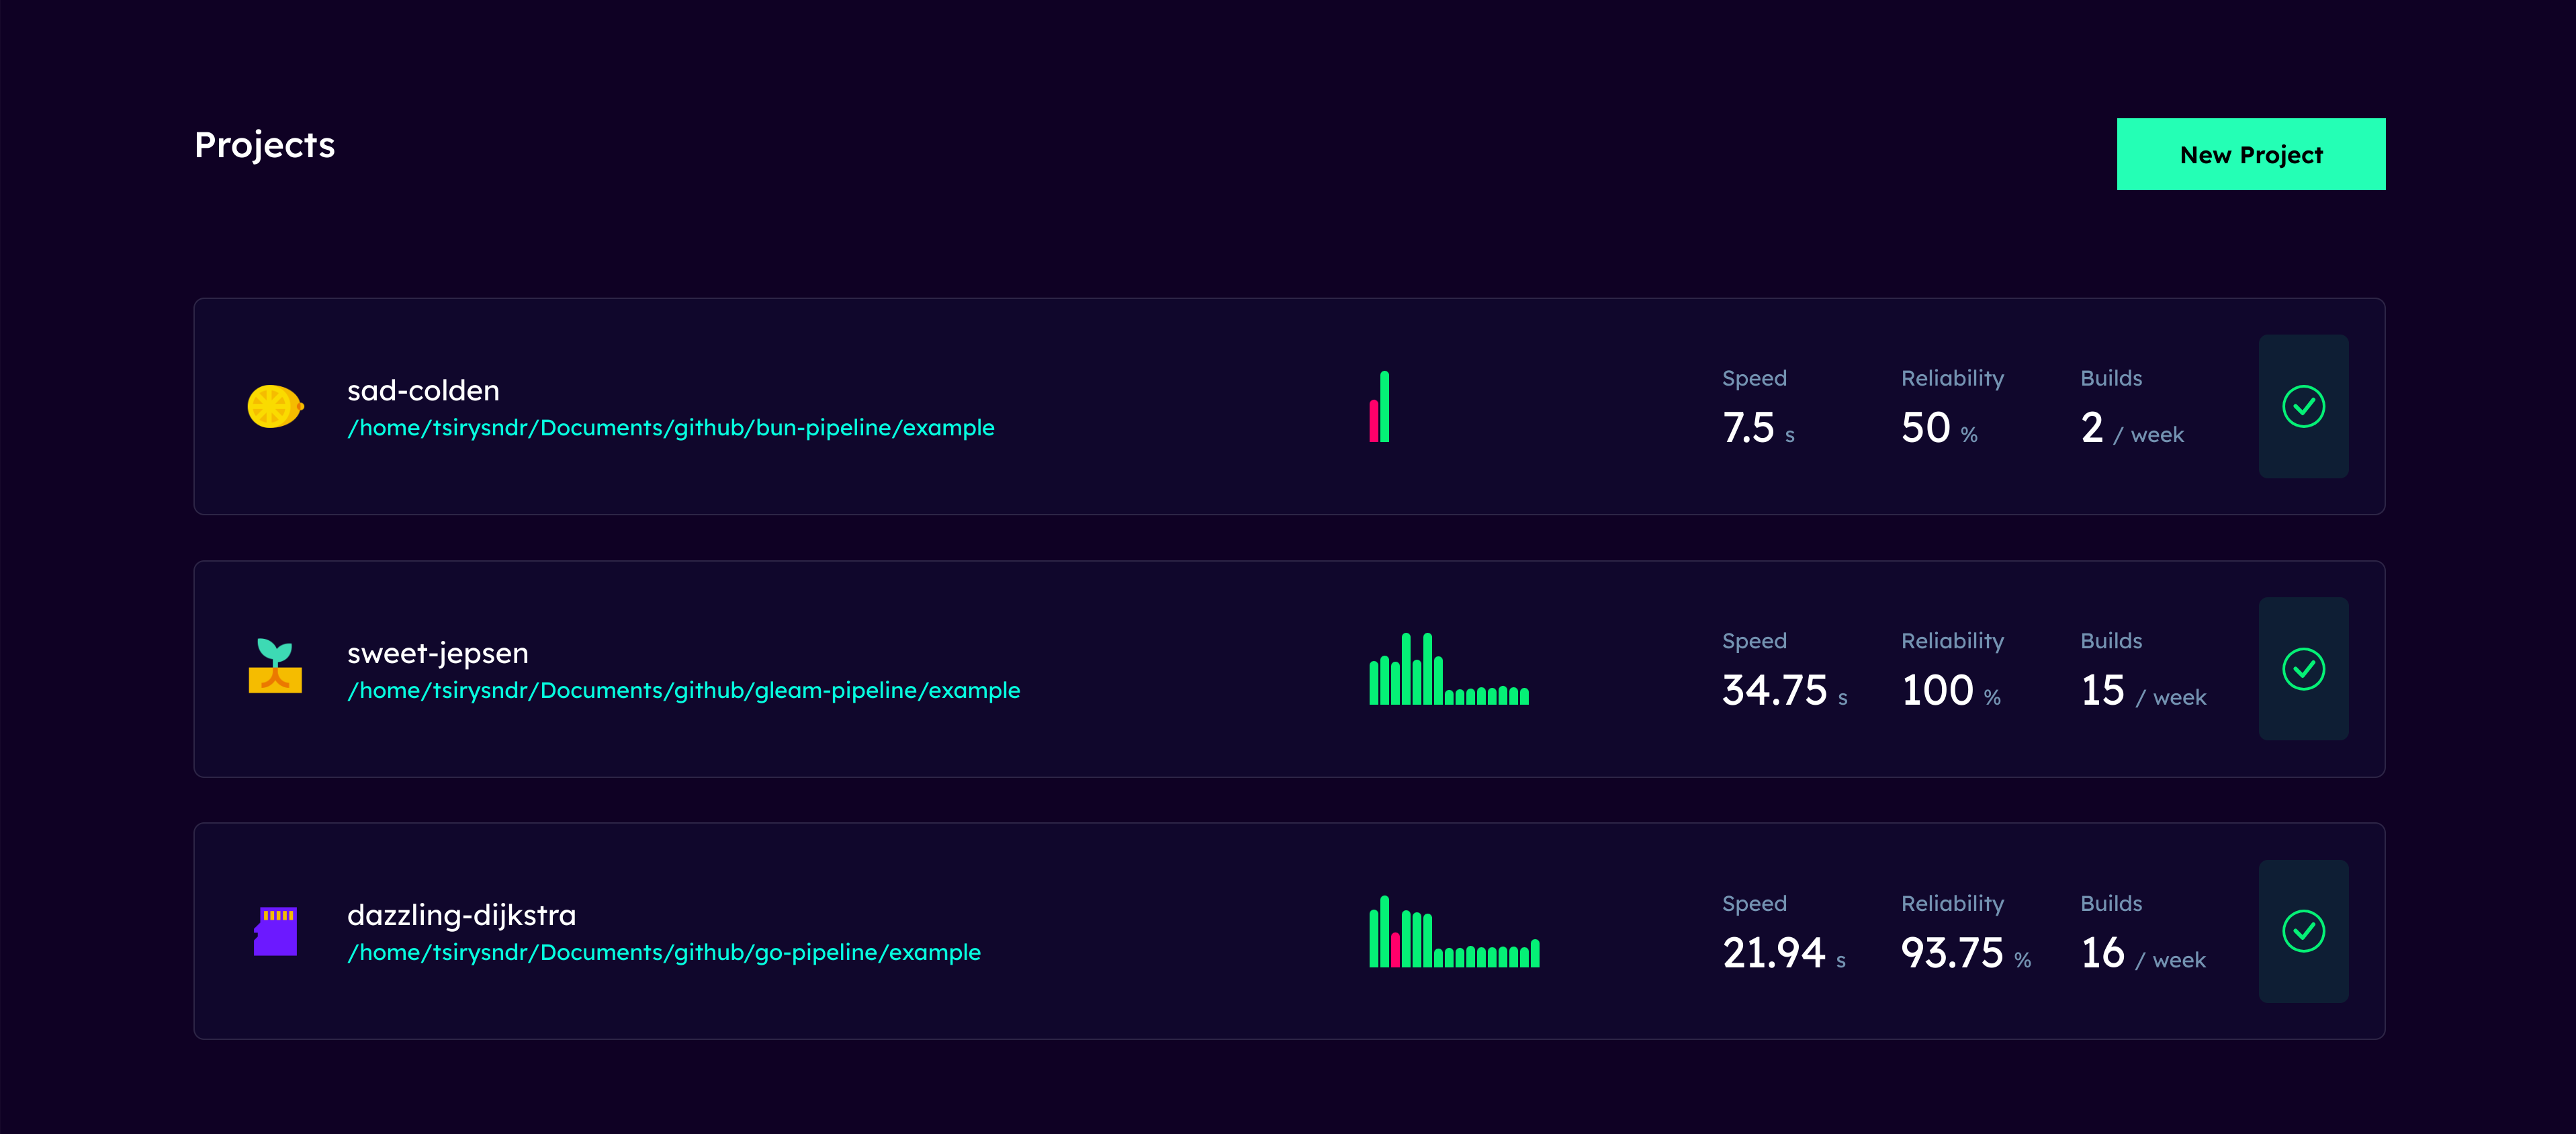 Projects
New Project
sad-colden
/home/tsirysndr/Documents/github/bun-pipeline/example
Speed
7.5 s
Reliability
50 %
Builds
2 / week
sweet-jepsen
/home/tsirysndr/Documents/github/gleam-pipeline/example
Speed
34.75 s
Reliability
100 %
Builds
15 / week
dazzling-dijkstra
/home/tsirysndr/Documents/github/go-pipeline/example
Speed
21.94 s
Reliability
93.75 %
Builds
16 / week